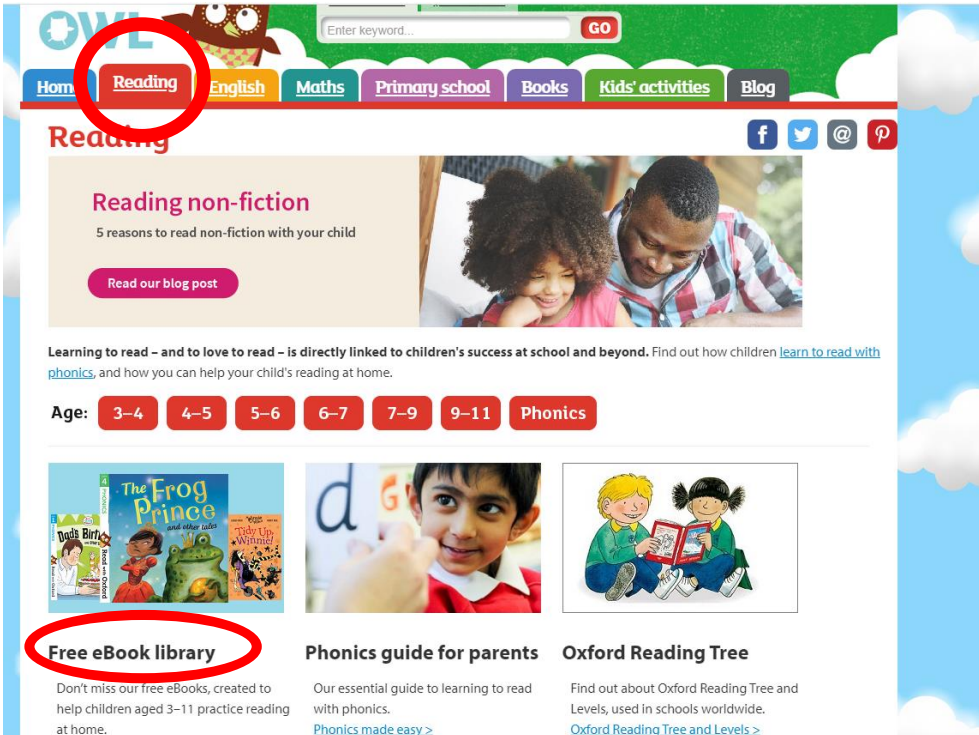 OWL
Enter keyword...
GO
Home
Reading
English
Maths
Primary school
Books
Kids' activities
Blog
Reading
f
@
Reading non-fiction
5 reasons to read non-fiction with your child
Read our blog post
Learning to read – and to love to read – is directly linked to children's success at school and beyond. Find out how children learn to read with
phonics, and how you can help your child's reading at home.
Age:
3–4
4–5
5–6
6–7
7–9
9–11
Phonics
4
PHONICS
The Frog
Prince
and other tales
Read with Oxford
Dad's Birt
Tidy Up,
Winnie!
d
Free eBook library
Don't miss our free eBooks, created to
help children aged 3–11 practice reading
at home.
Phonics guide for parents
Our essential guide to learning to read
with phonics.
Phonics made easy >
Oxford Reading Tree
Find out about Oxford Reading Tree and
Levels, used in schools worldwide.
Oxford Reading Tree and Levels >